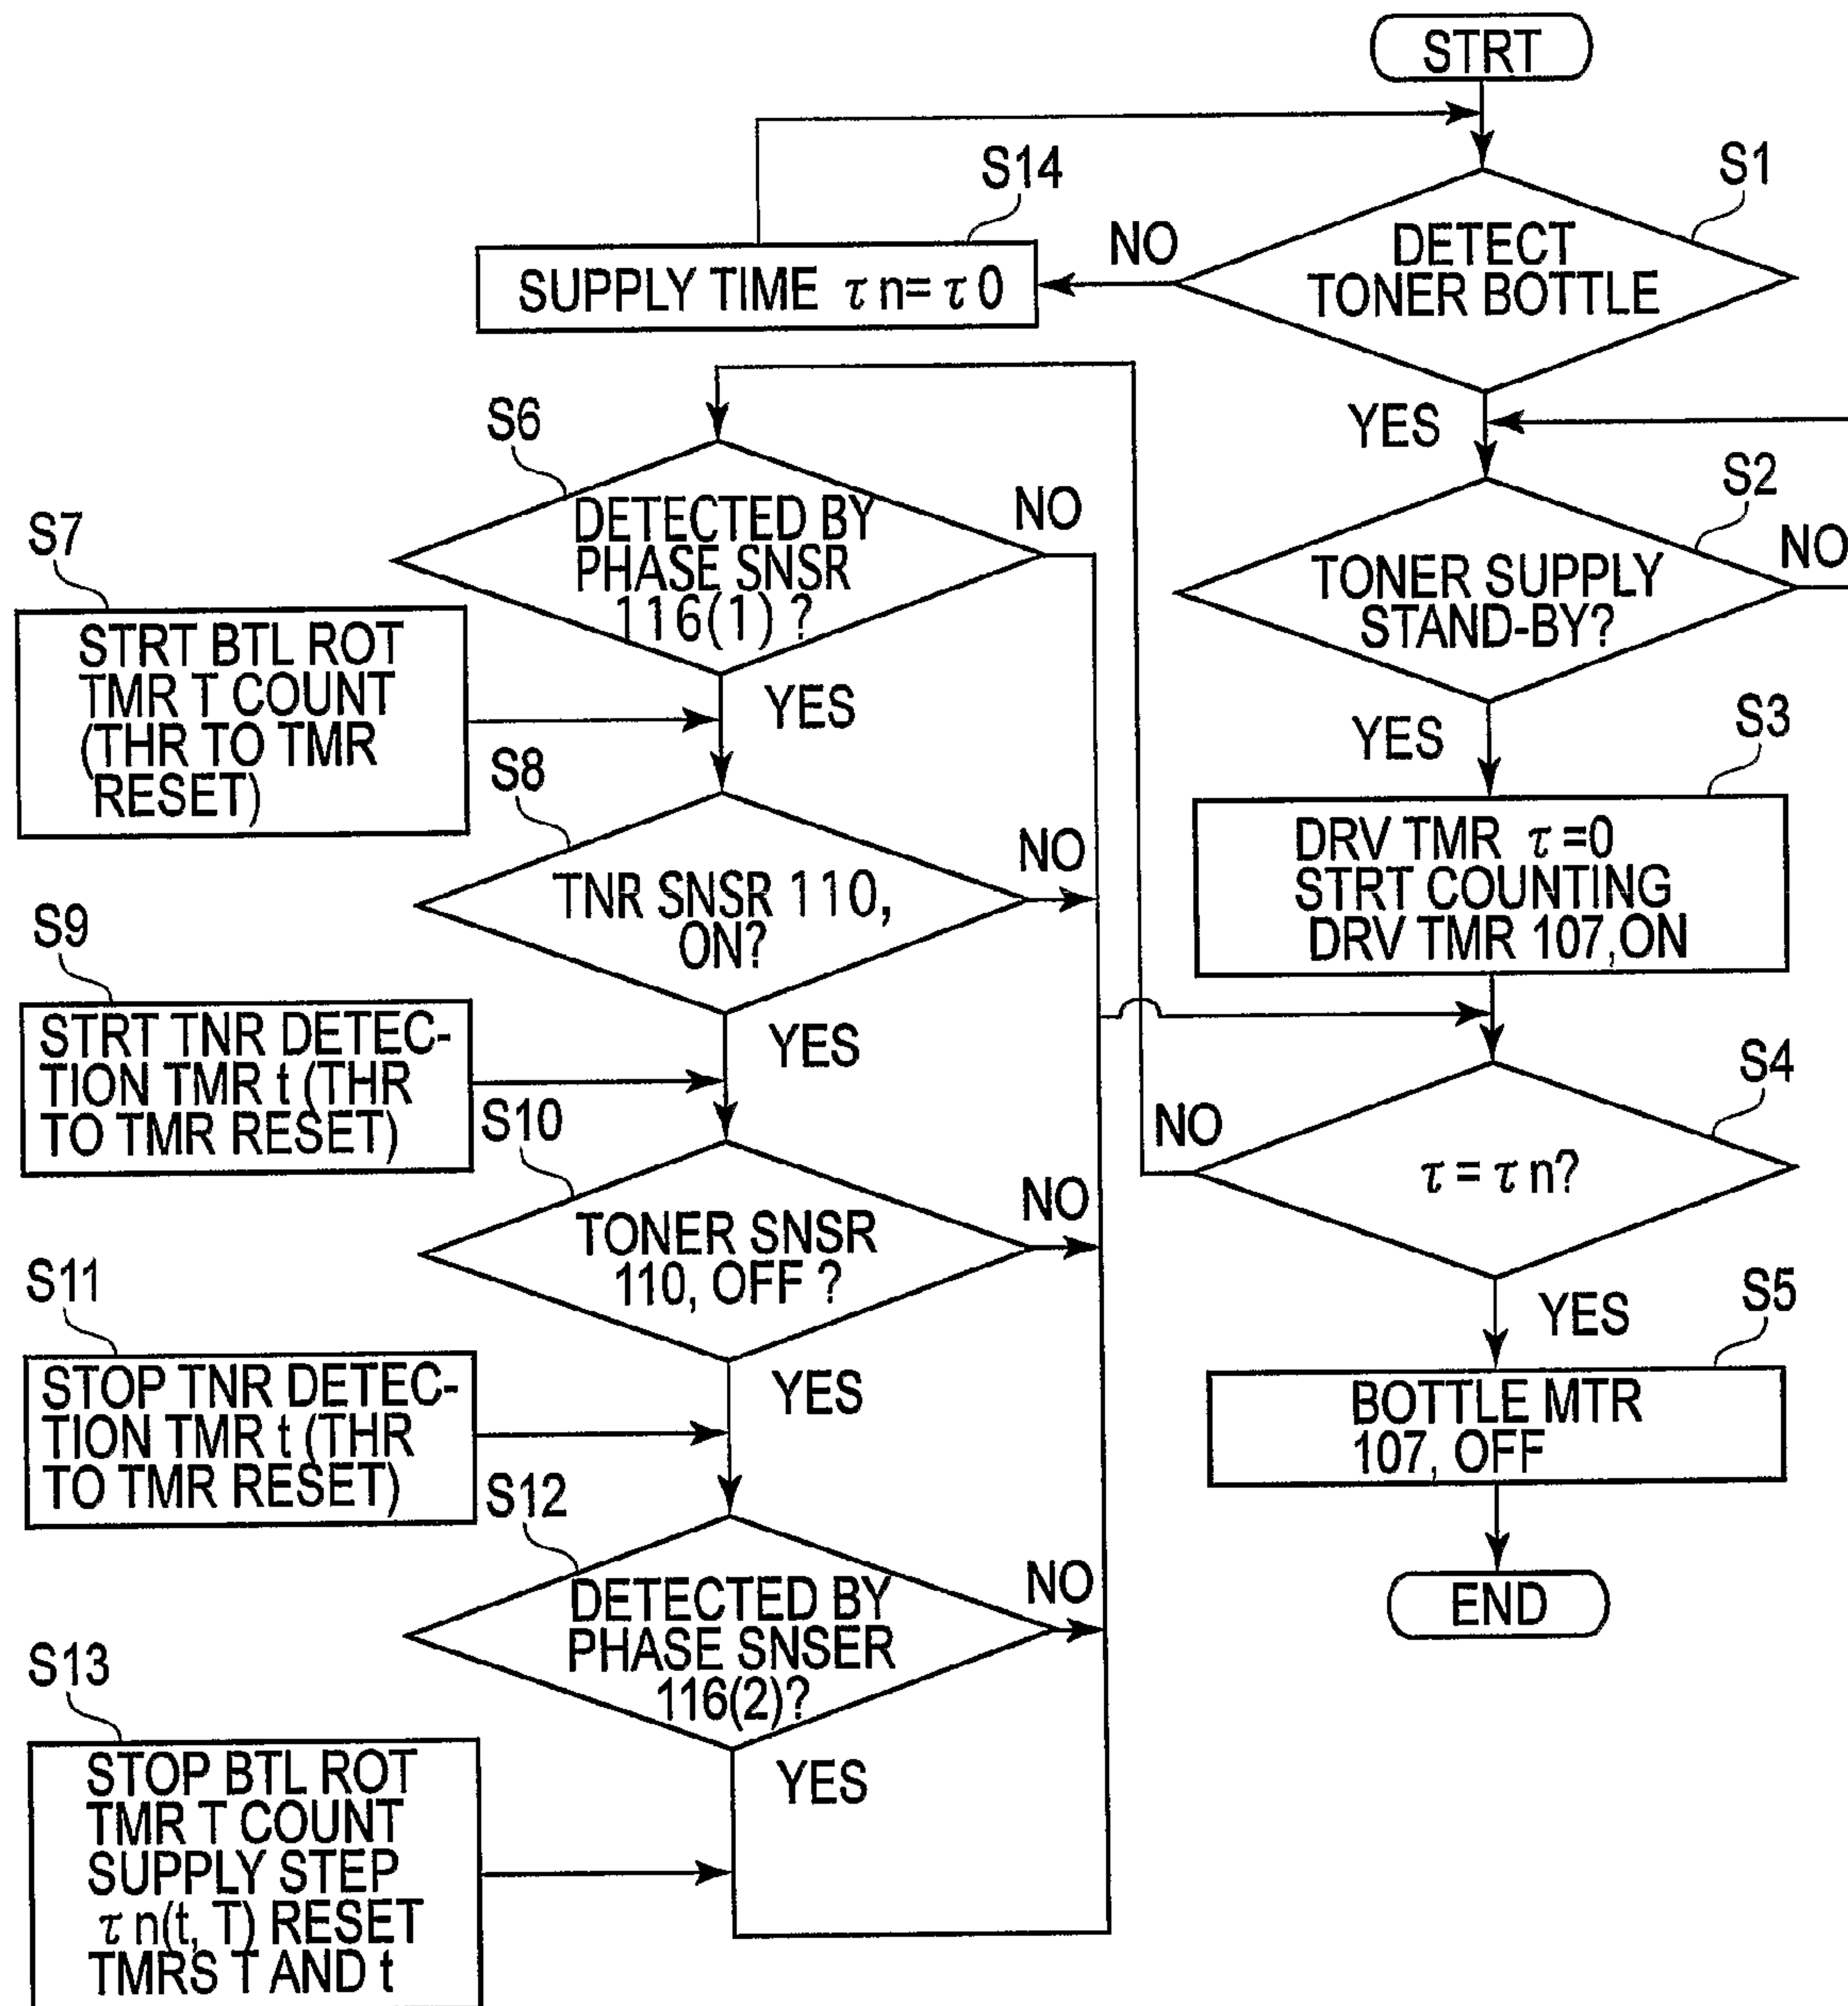 STRT
S1
DETECT
TONER BOTTLE
NO
YES
S14
SUPPLY TIME τ n= τ 0
S2
TONER SUPPLY
STAND-BY?
NO
YES
S3
DRV TMR τ =0
STRT COUNTING
DRV TMR 107, ON
S4
τ = τ n?
NO
YES
S5
BOTTLE MTR
107, OFF
END
S6
DETECTED BY
PHASE SNSR
116(1) ?
NO
YES
S7
STRT BTL ROT
TMR T COUNT
(THR TO TMR
RESET)
S8
TNR SNSR 110,
ON?
NO
YES
S9
STRT TNR DETEC-
TION TMR t (THR
TO TMR RESET)
S10
TONER SNSR
110, OFF ?
NO
YES
S11
STOP TNR DETEC-
TION TMR t (THR
TO TMR RESET)
S12
DETECTED BY
PHASE SNSER
116(2)?
NO
YES
S13
STOP BTL ROT
TMR T COUNT
SUPPLY STEP
τ n(t, T) RESET
TMRS T AND t